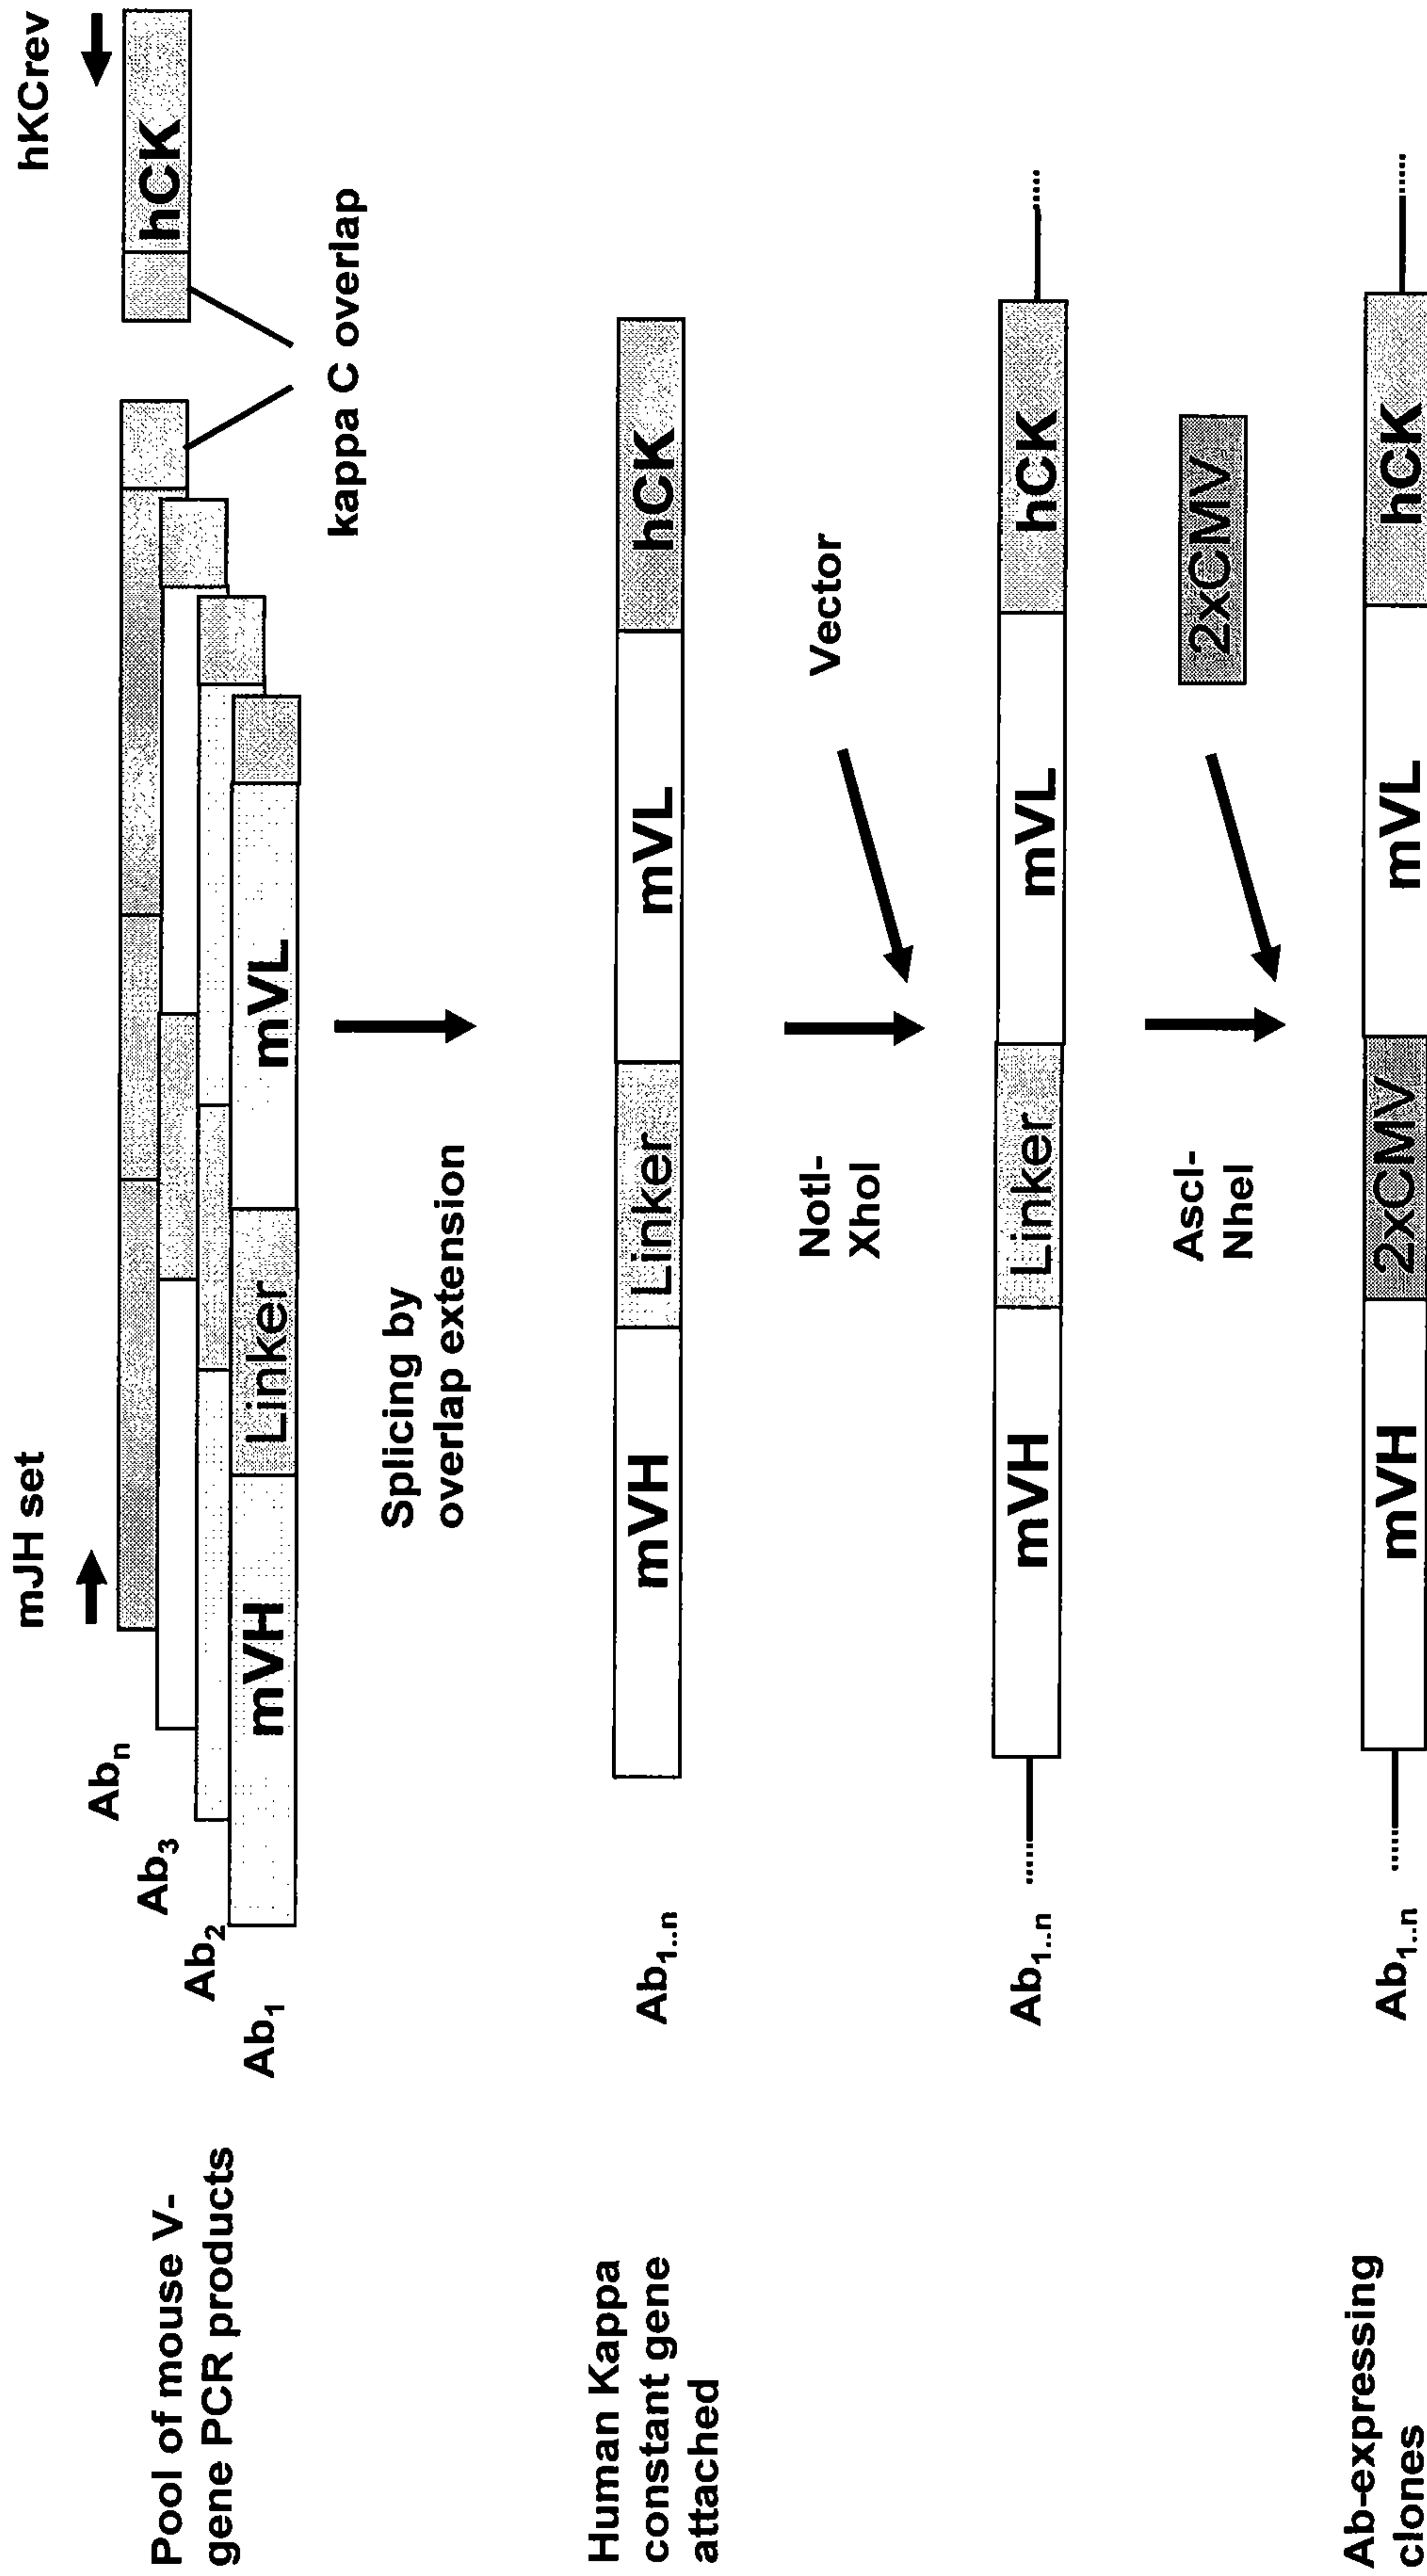 mJH set
hKCrev
Abn
Ab3
Ab2
Ab1
Pool of mouse V-
gene PCR products
mVH
Linker
mVL
hCK
kappa C overlap
Splicing by
overlap extension
Human Kappa
constant gene
attached
Ab1..n
mVH
Linker
mVL
hCK
NotI-
XhoI
Vector
Ab1..n
mVH
Linker
mVL
hCK
AscI-
NheI
2xCMV
Ab-expressing
clones
Ab1..n
mVH
2xCMV
mVL
hCK